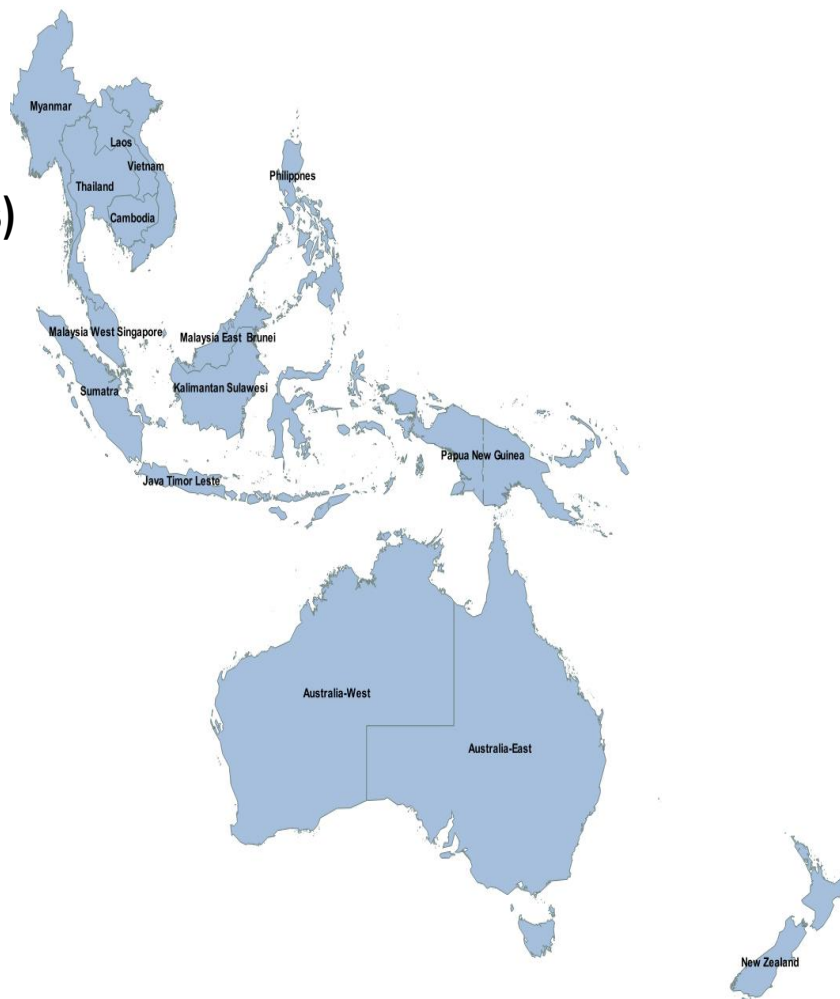 Myanmar
Laos
Vietnam
Philippnes
Thailand
)
Cambodia
Malaysia West Singapore
Malaysia East Brunei
Kalimantan Sulawesi
Sumatra
Papua New Guinea
Java Timor Leste
Australia-West
Australia-East
New Zealand